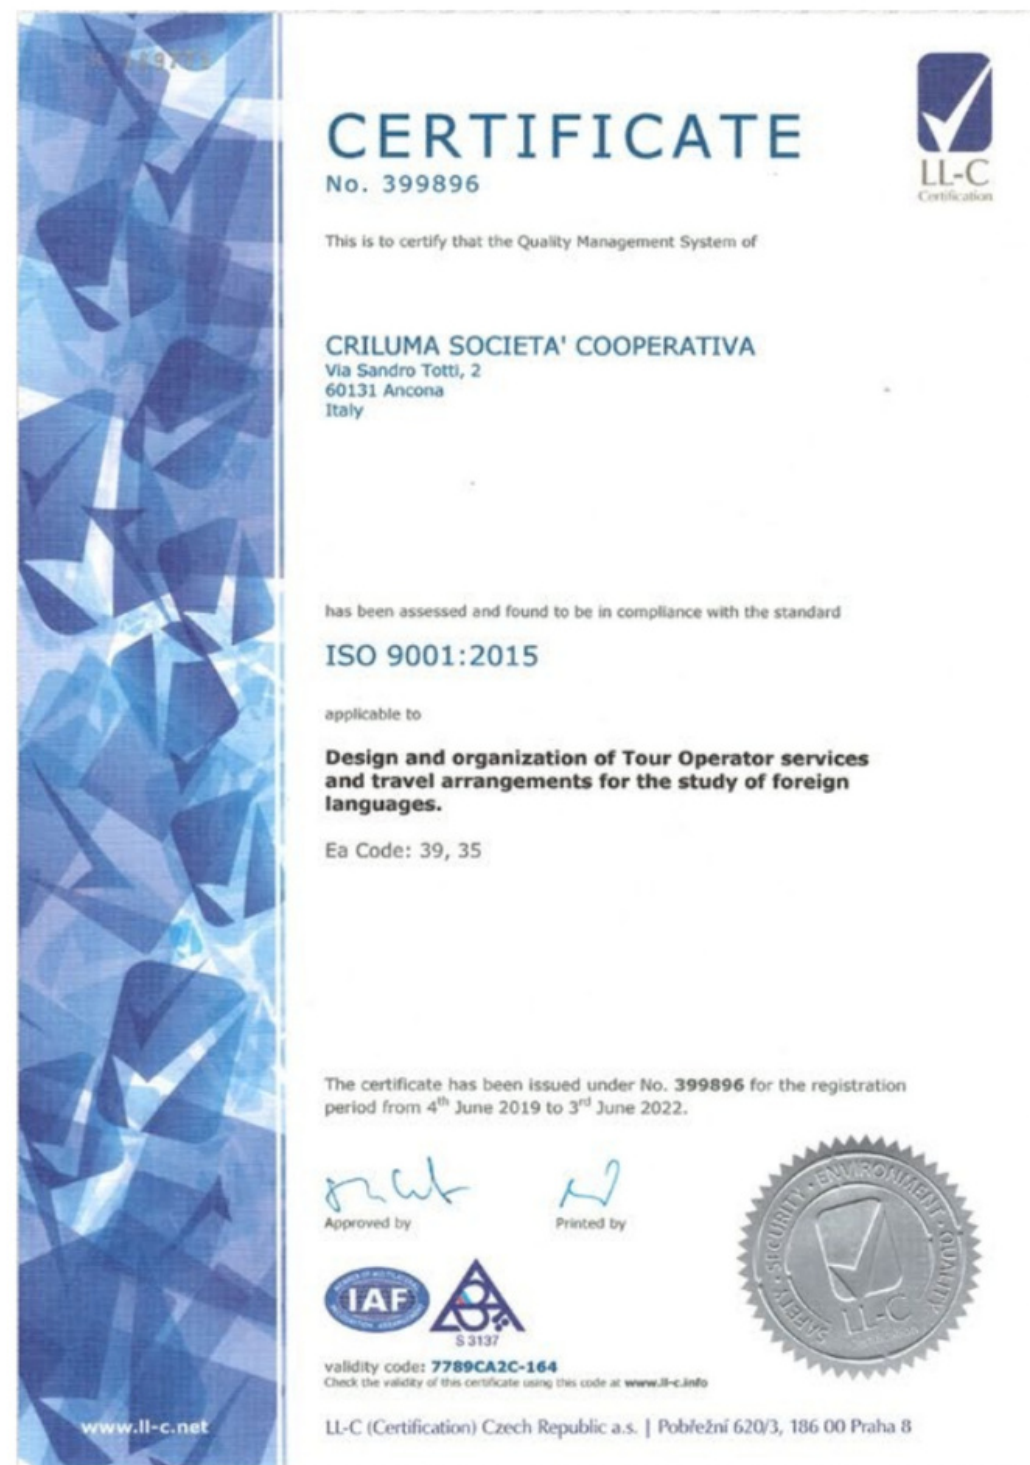 CERTIFICATE
No. 399896
LL-C
Certification
This is to certify that the Quality Management System of
CRILUMA SOCIETA' COOPERATIVA
Via Sandro Totti, 2
60131 Ancona
Italy
has been assessed and found to be in compliance with the standard
ISO 9001:2015
applicable to
Design and organization of Tour Operator services
and travel arrangements for the study of foreign
languages.
Ea Code: 39, 35
The certificate has been issued under No. 399896 for the registration
period from 4th June 2019 to 3rd June 2022.
Approved by
Printed by
SAFETY • SECURITY • ENVIRONMENT • QUALITY
LL-C
IAF
S 3137
validity code: 7789CA2C-164
Check the validity of this certificate using this code at www.ll-c.info
www.ll-c.net
LL-C (Certification) Czech Republic a.s. | Pobřežní 620/3, 186 00 Praha 8